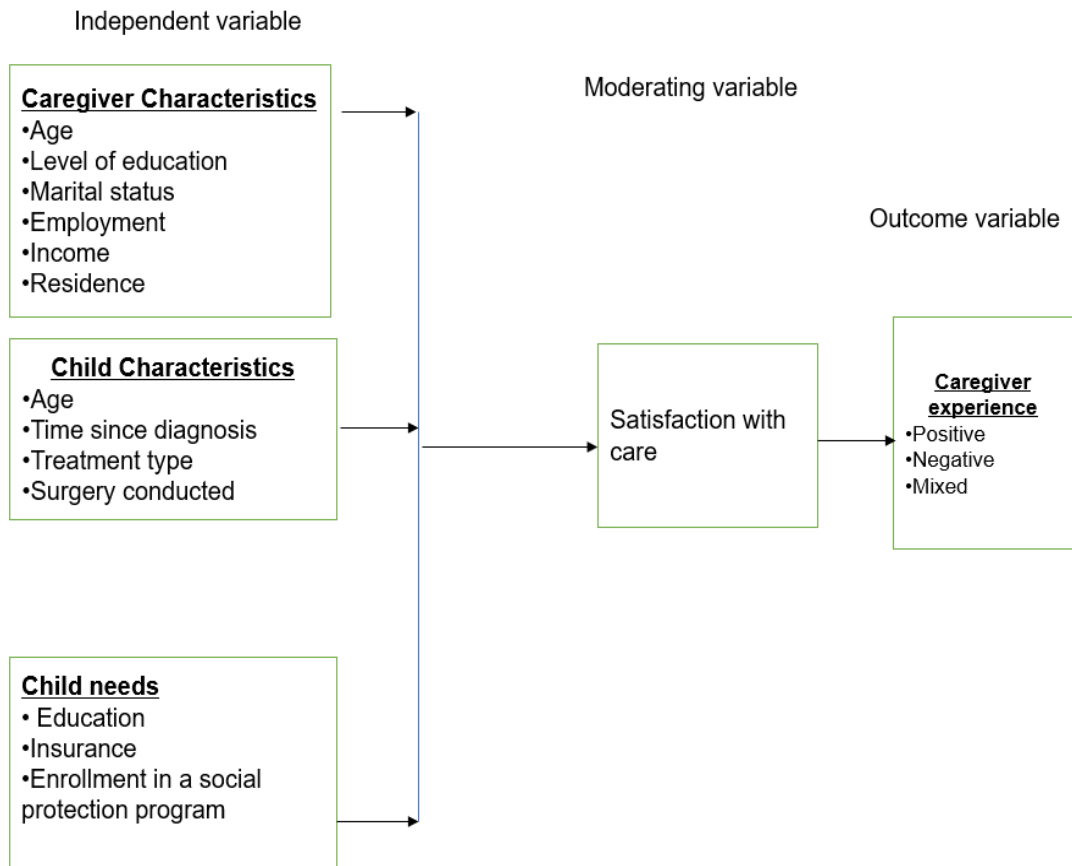 Independent variable
Caregiver Characteristics
•Age
•Level of education
•Marital status
•Employment
•Income
•Residence
Child Characteristics
•Age
•Time since diagnosis
•Treatment type
•Surgery conducted
Child needs
• Education
•Insurance
•Enrollment in a social
protection program
Moderating variable
Satisfaction with
care
Outcome variable
Caregiver
experience
•Positive
•Negative
•Mixed